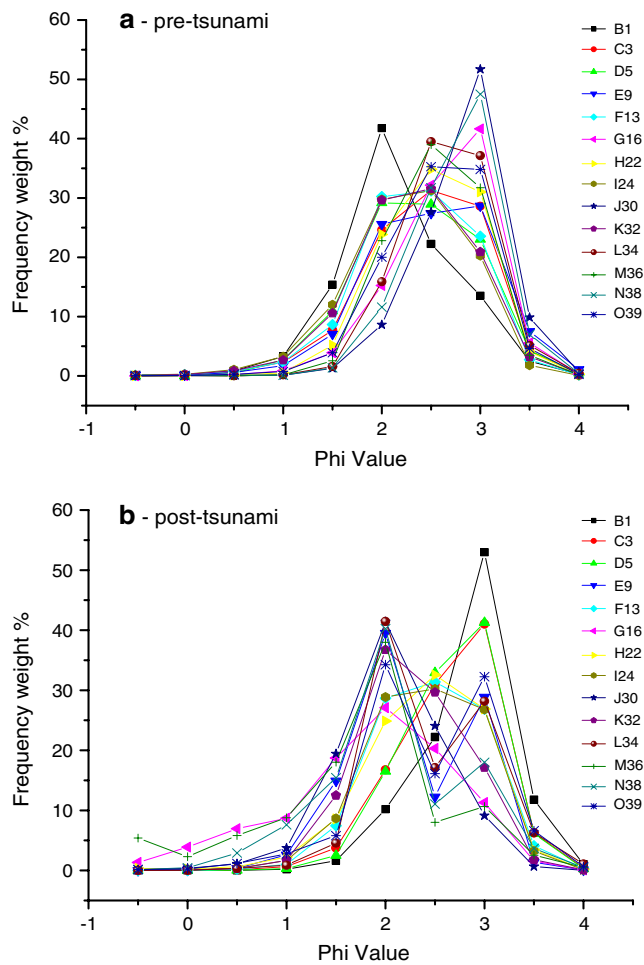 a - pre-tsunami
Frequency weight %
60
50
40
30
20
10
0
-1
0
1
2
3
4
Phi Value
B1
C3
D5
E9
F13
G16
H22
I24
J30
K32
L34
M36
N38
O39
b - post-tsunami
Frequency weight %
60
50
40
30
20
10
0
-1
0
1
2
3
4
Phi Value
B1
C3
D5
E9
F13
G16
H22
I24
J30
K32
L34
M36
N38
O39